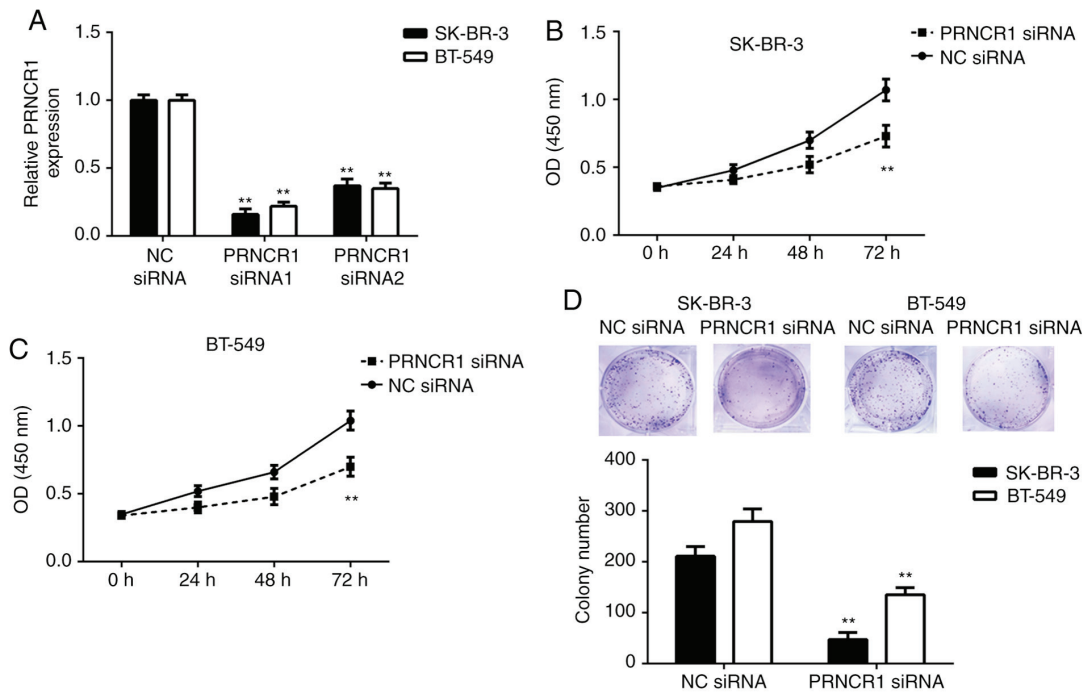 A
Relative PRNCR1
expression
1.5
1.0
0.5
0.0
SK-BR-3
BT-549
**
**
**
**
NC
siRNA
PRNCR1
siRNA1
PRNCR1
siRNA2
B
SK-BR-3
PRNCR1 siRNA
NC siRNA
OD (450 nm)
1.5
1.0
0.5
0.0
**
0 h
24 h
48 h
72 h
C
BT-549
PRNCR1 siRNA
NC siRNA
OD (450 nm)
1.5
1.0
0.5
0.0
**
0 h
24 h
48 h
72 h
D
SK-BR-3
BT-549
NC siRNA
PRNCR1 siRNA
NC siRNA
PRNCR1 siRNA
Colony number
400
300
200
100
0
SK-BR-3
BT-549
**
**
NC siRNA
PRNCR1 siRNA